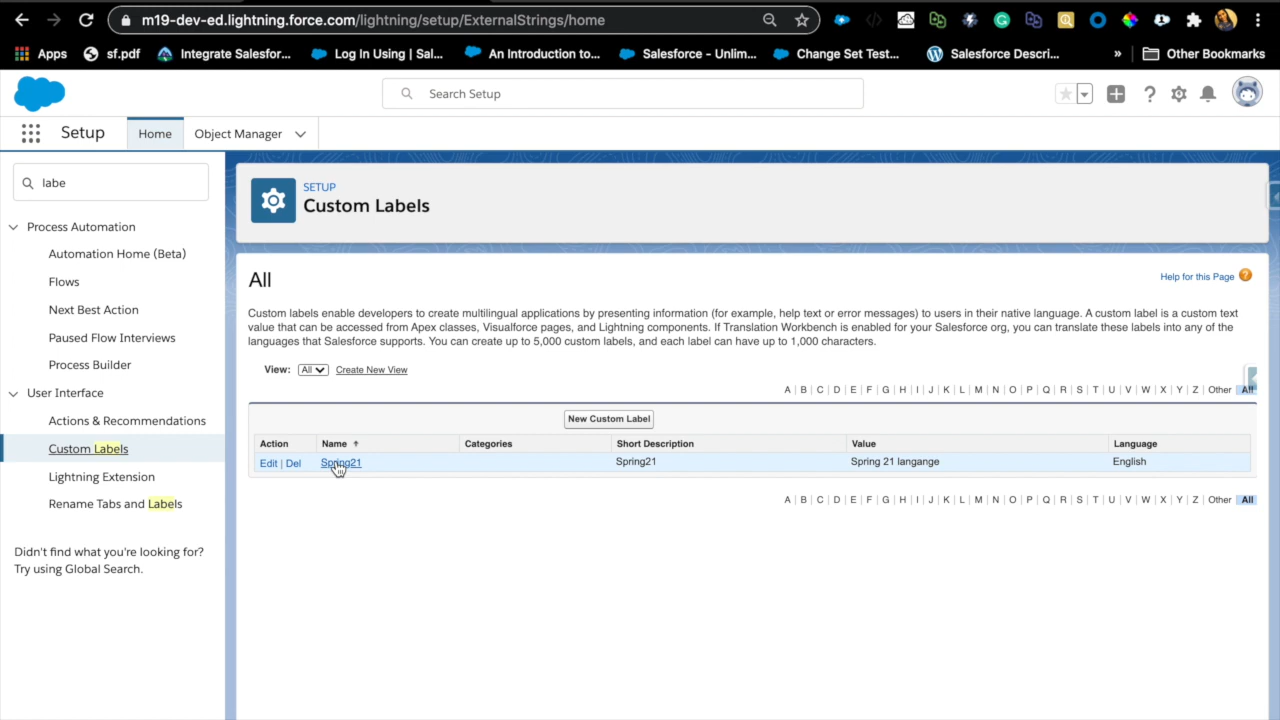 m19-dev-ed.lightning.force.com/lightning/setup/ExternalStrings/home
Apps sf.pdf Integrate Salesfor... Log In Using | Sal... An Introduction to... Salesforce - Unlim... Change Set Test... Salesforce Descri... » Other Bookmarks
Search Setup
Setup Home Object Manager
labe
Process Automation
Automation Home (Beta)
Flows
Next Best Action
Paused Flow Interviews
Process Builder
User Interface
Actions & Recommendations
Custom Labels
Lightning Extension
Rename Tabs and Labels
Didn't find what you're looking for?
Try using Global Search.
SETUP
Custom Labels
All
Help for this Page ?
Custom labels enable developers to create multilingual applications by presenting information (for example, help text or error messages) to users in their native language. A custom label is a custom text
value that can be accessed from Apex classes, Visualforce pages, and Lightning components. If Translation Workbench is enabled for your Salesforce org, you can translate these labels into any of the
languages that Salesforce supports. You can create up to 5,000 custom labels, and each label can have up to 1,000 characters.
View: All Create New View
A | B | C | D | E | F | G | H | I | J | K | L | M | N | O | P | Q | R | S | T | U | V | W | X | Y | Z | Other | All
New Custom Label
Action Name Categories Short Description Value Language
Edit | Del Spring21 Spring21 Spring 21 langange English
A | B | C | D | E | F | G | H | I | J | K | L | M | N | O | P | Q | R | S | T | U | V | W | X | Y | Z | Other | All